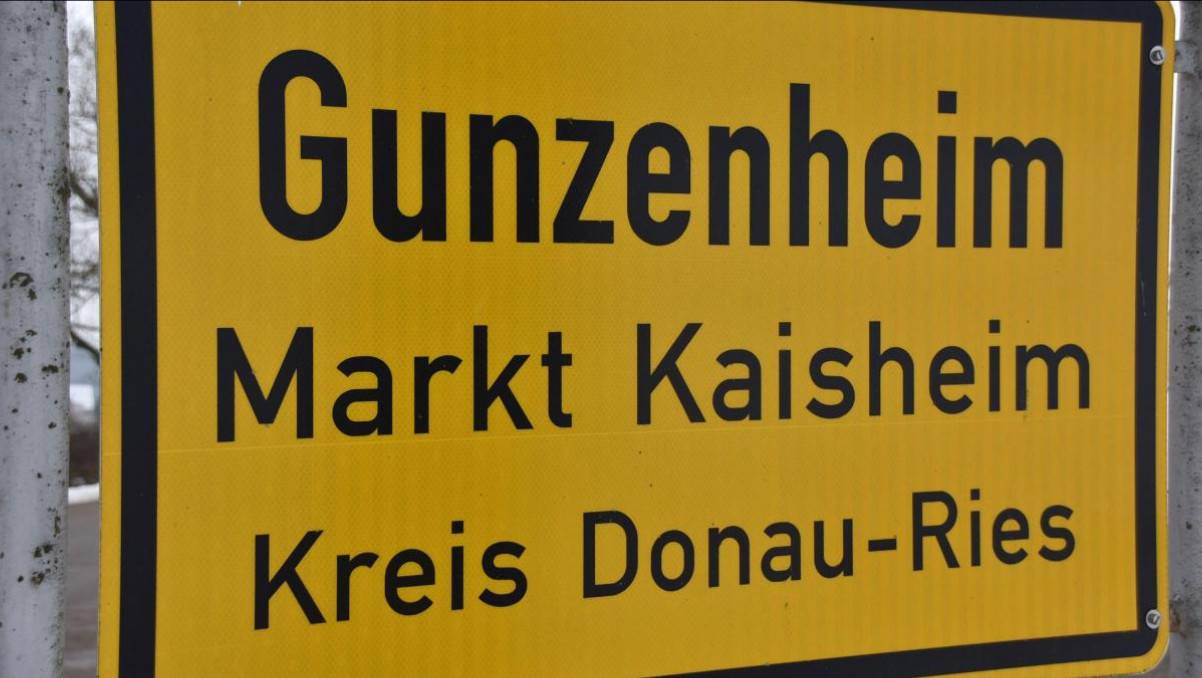 Gunzenheim
Markt Kaisheim
Kreis Donau-Ries